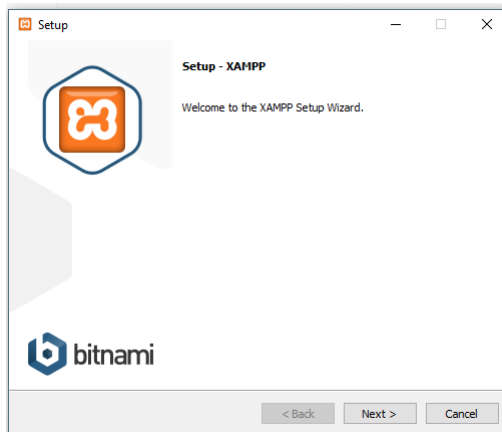 Setup
Setup - XAMPP
Welcome to the XAMPP Setup Wizard.
bitnami
< Back
Next >
Cancel